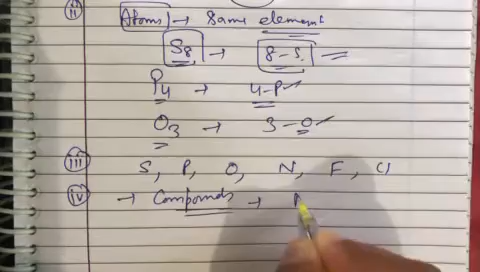 ii Atoms → Same element
S8 → 8-S
P4 → 4-P
O3 → 3-O
iii S, P, O, N, F, Cl
iv → Compounds →